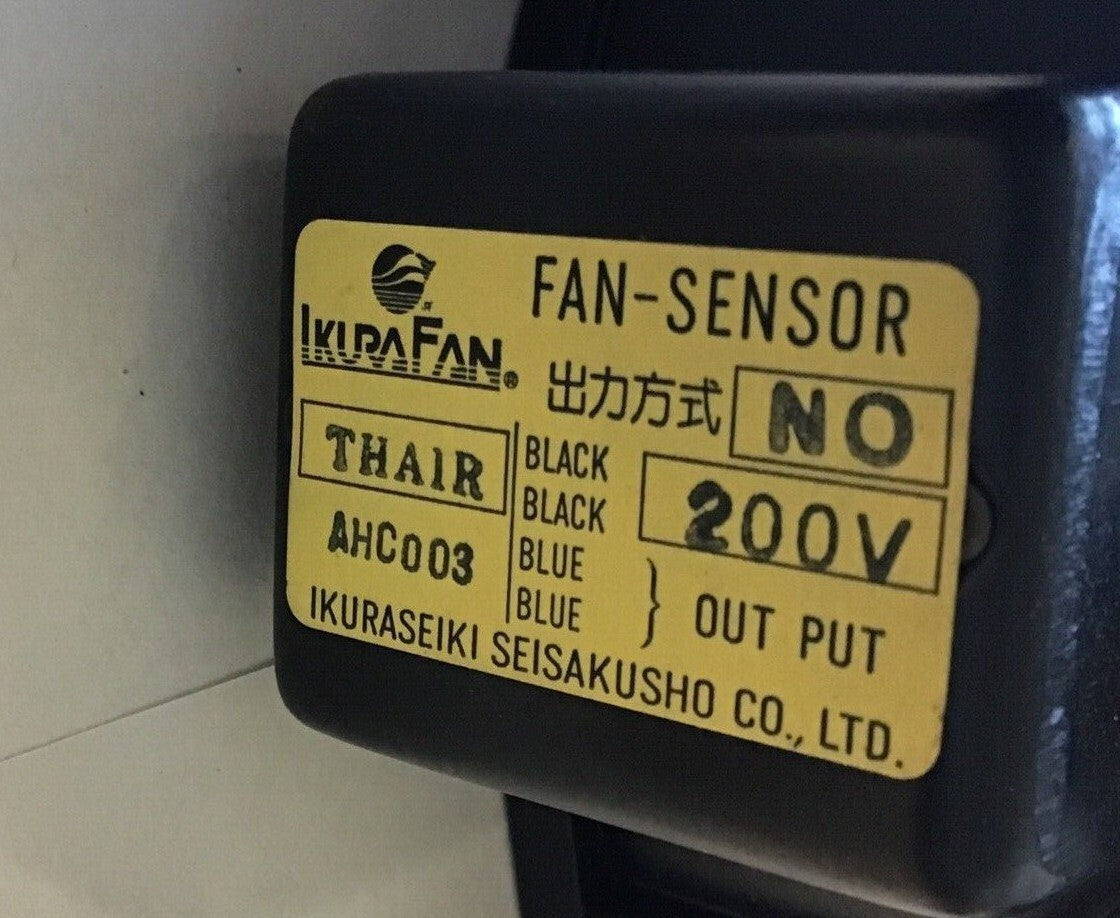 IKURAFAN®
FAN-SENSOR
出力方式 NO
THAIR
BLACK
BLACK 200V
AHC003
BLUE
BLUE } OUT PUT
IKURASEIKI SEISAKUSHO CO., LTD.